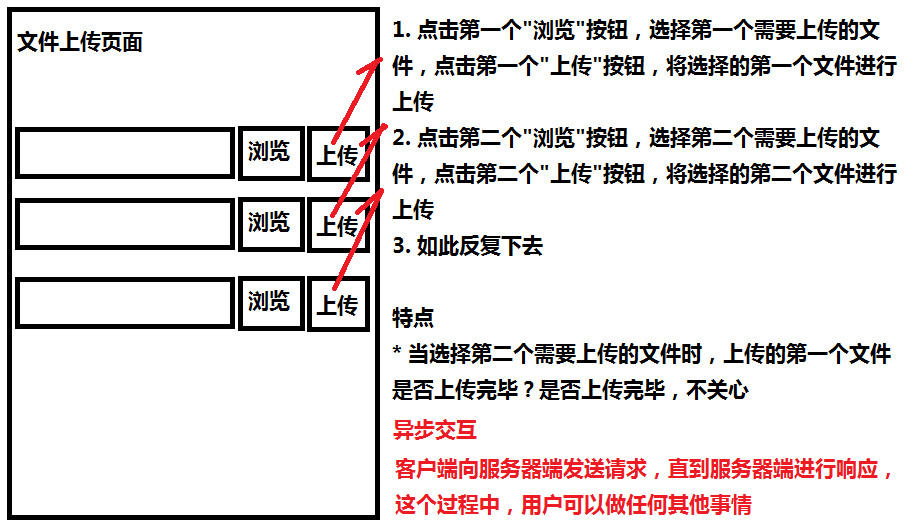 文件上传页面
浏览
上传
浏览
上传
浏览
上传
1. 点击第一个"浏览"按钮，选择第一个需要上传的文
件，点击第一个"上传"按钮，将选择的第一个文件进行
上传
2. 点击第二个"浏览"按钮，选择第二个需要上传的文
件，点击第二个"上传"按钮，将选择的第二个文件进行
上传
3. 如此反复下去
特点
* 当选择第二个需要上传的文件时，上传的第一个文件
是否上传完毕？是否上传完毕，不关心
异步交互
客户端向服务器端发送请求，直到服务器端进行响应，
这个过程中，用户可以做任何其他事情